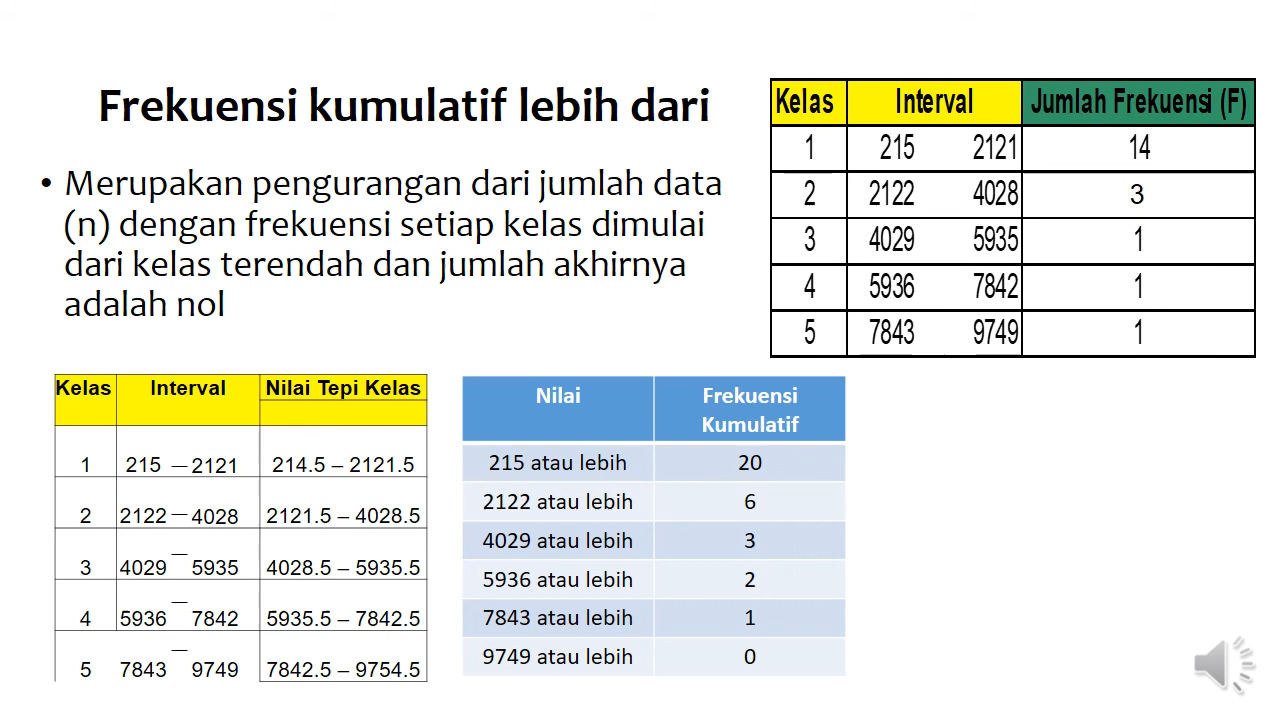 Frekuensi kumulatif lebih dari
• Merupakan pengurangan dari jumlah data
(n) dengan frekuensi setiap kelas dimulai
dari kelas terendah dan jumlah akhirnya
adalah nol
Kelas Interval Jumlah Frekuensi (F)
1 215 2121 14
2 2122 4028 3
3 4029 5935 1
4 5936 7842 1
5 7843 9749 1
Kelas Interval Nilai Tepi Kelas
1 215 – 2121 214.5 – 2121.5
2 2122 – 4028 2121.5 – 4028.5
3 4029 – 5935 4028.5 – 5935.5
4 5936 – 7842 5935.5 – 7842.5
5 7843 – 9749 7842.5 – 9754.5
Nilai Frekuensi
Kumulatif
215 atau lebih 20
2122 atau lebih 6
4029 atau lebih 3
5936 atau lebih 2
7843 atau lebih 1
9749 atau lebih 0